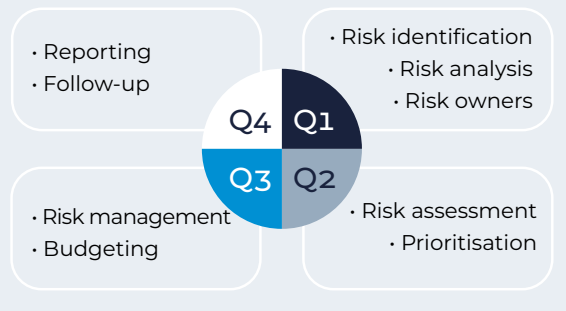 · Reporting
· Follow-up
· Risk identification
· Risk analysis
· Risk owners
Q4
Q1
Q3
Q2
· Risk management
· Budgeting
· Risk assessment
· Prioritisation